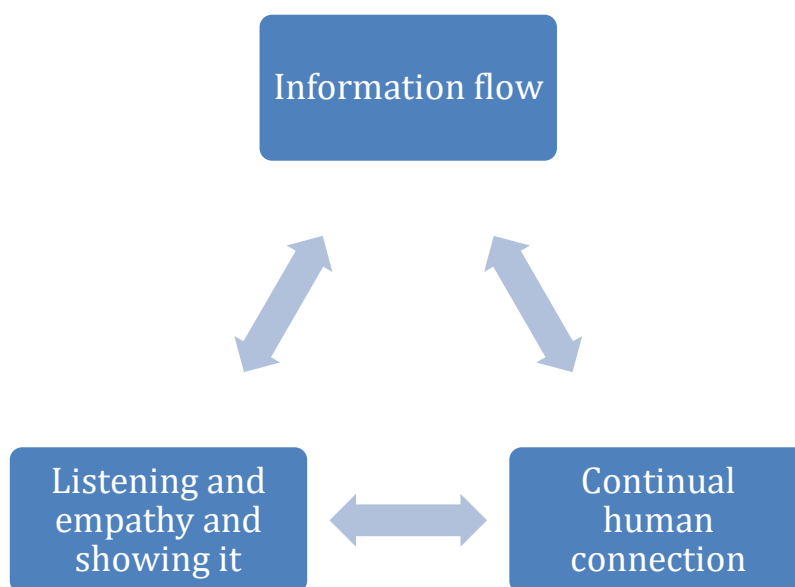 Information flow
Listening and
empathy and
showing it
Continual
human
connection